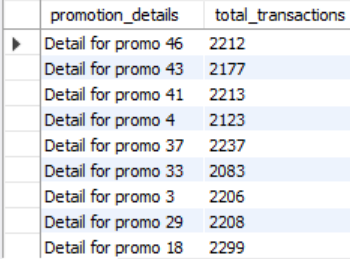 promotion_details total_transactions
Detail for promo 46 2212
Detail for promo 43 2177
Detail for promo 41 2213
Detail for promo 4 2123
Detail for promo 37 2237
Detail for promo 33 2083
Detail for promo 3 2206
Detail for promo 29 2208
Detail for promo 18 2299